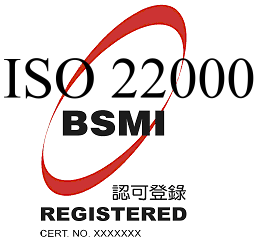 ISO 22000
BSMI
認可登錄
REGISTERED
CERT. NO. XXXXXXX